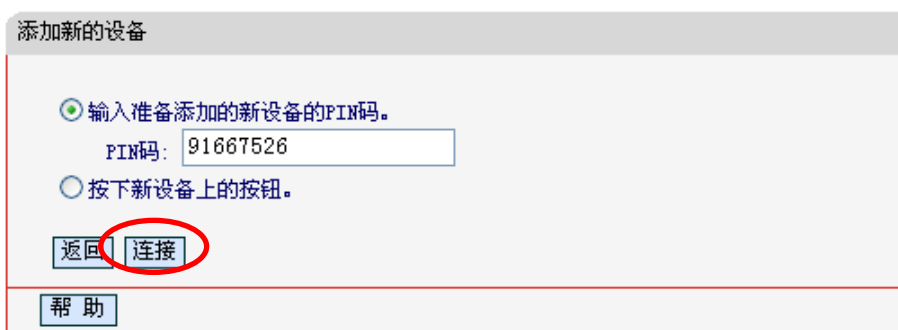 添加新的设备
输入准备添加的新设备的PIN码。
PIN码: 91667526
按下新设备上的按钮。
返回 连接
帮 助